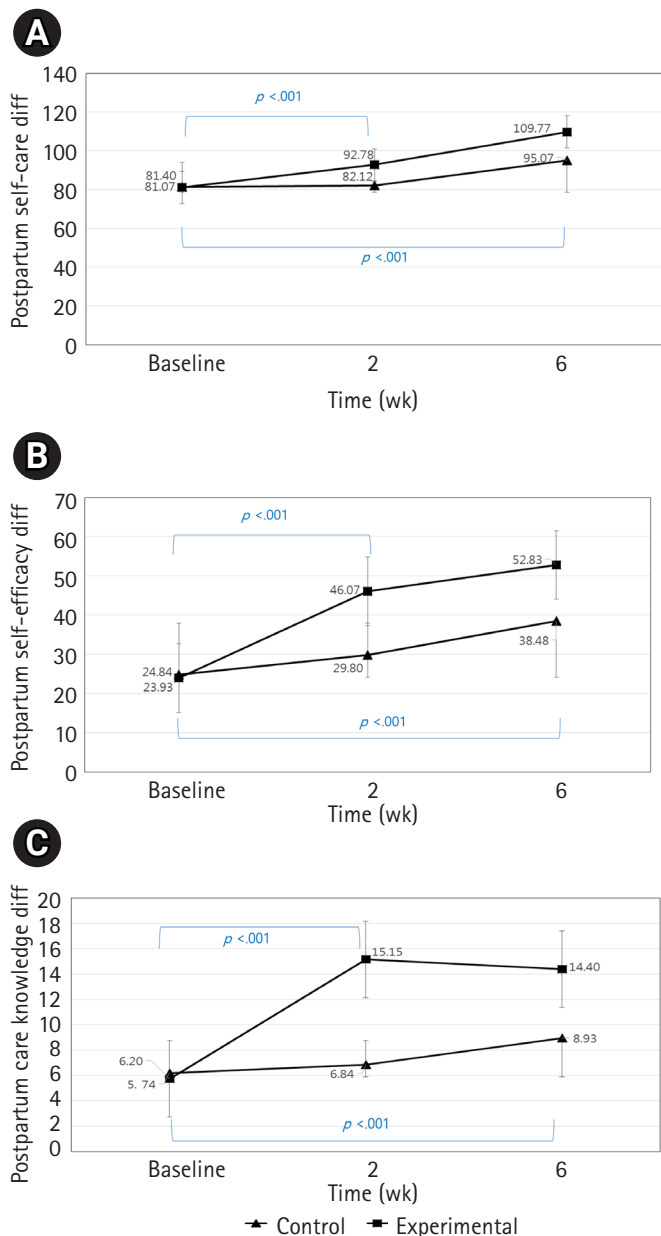 A
Postpartum self-care diff
140
120
100
80
60
40
20
0
p <.001
81.40
81.07
92.78
82.12
109.77
95.07
p <.001
Baseline 2 6
Time (wk)
B
Postpartum self-efficacy diff
70
60
50
40
30
20
10
0
p <.001
24.84
23.93
46.07
29.80
52.83
38.48
p <.001
Baseline 2 6
Time (wk)
C
Postpartum care knowledge diff
20
18
16
14
12
10
8
6
4
2
0
p <.001
6.20
5. 74
15.15
6.84
14.40
8.93
p <.001
Baseline 2 6
Time (wk)
Control Experimental